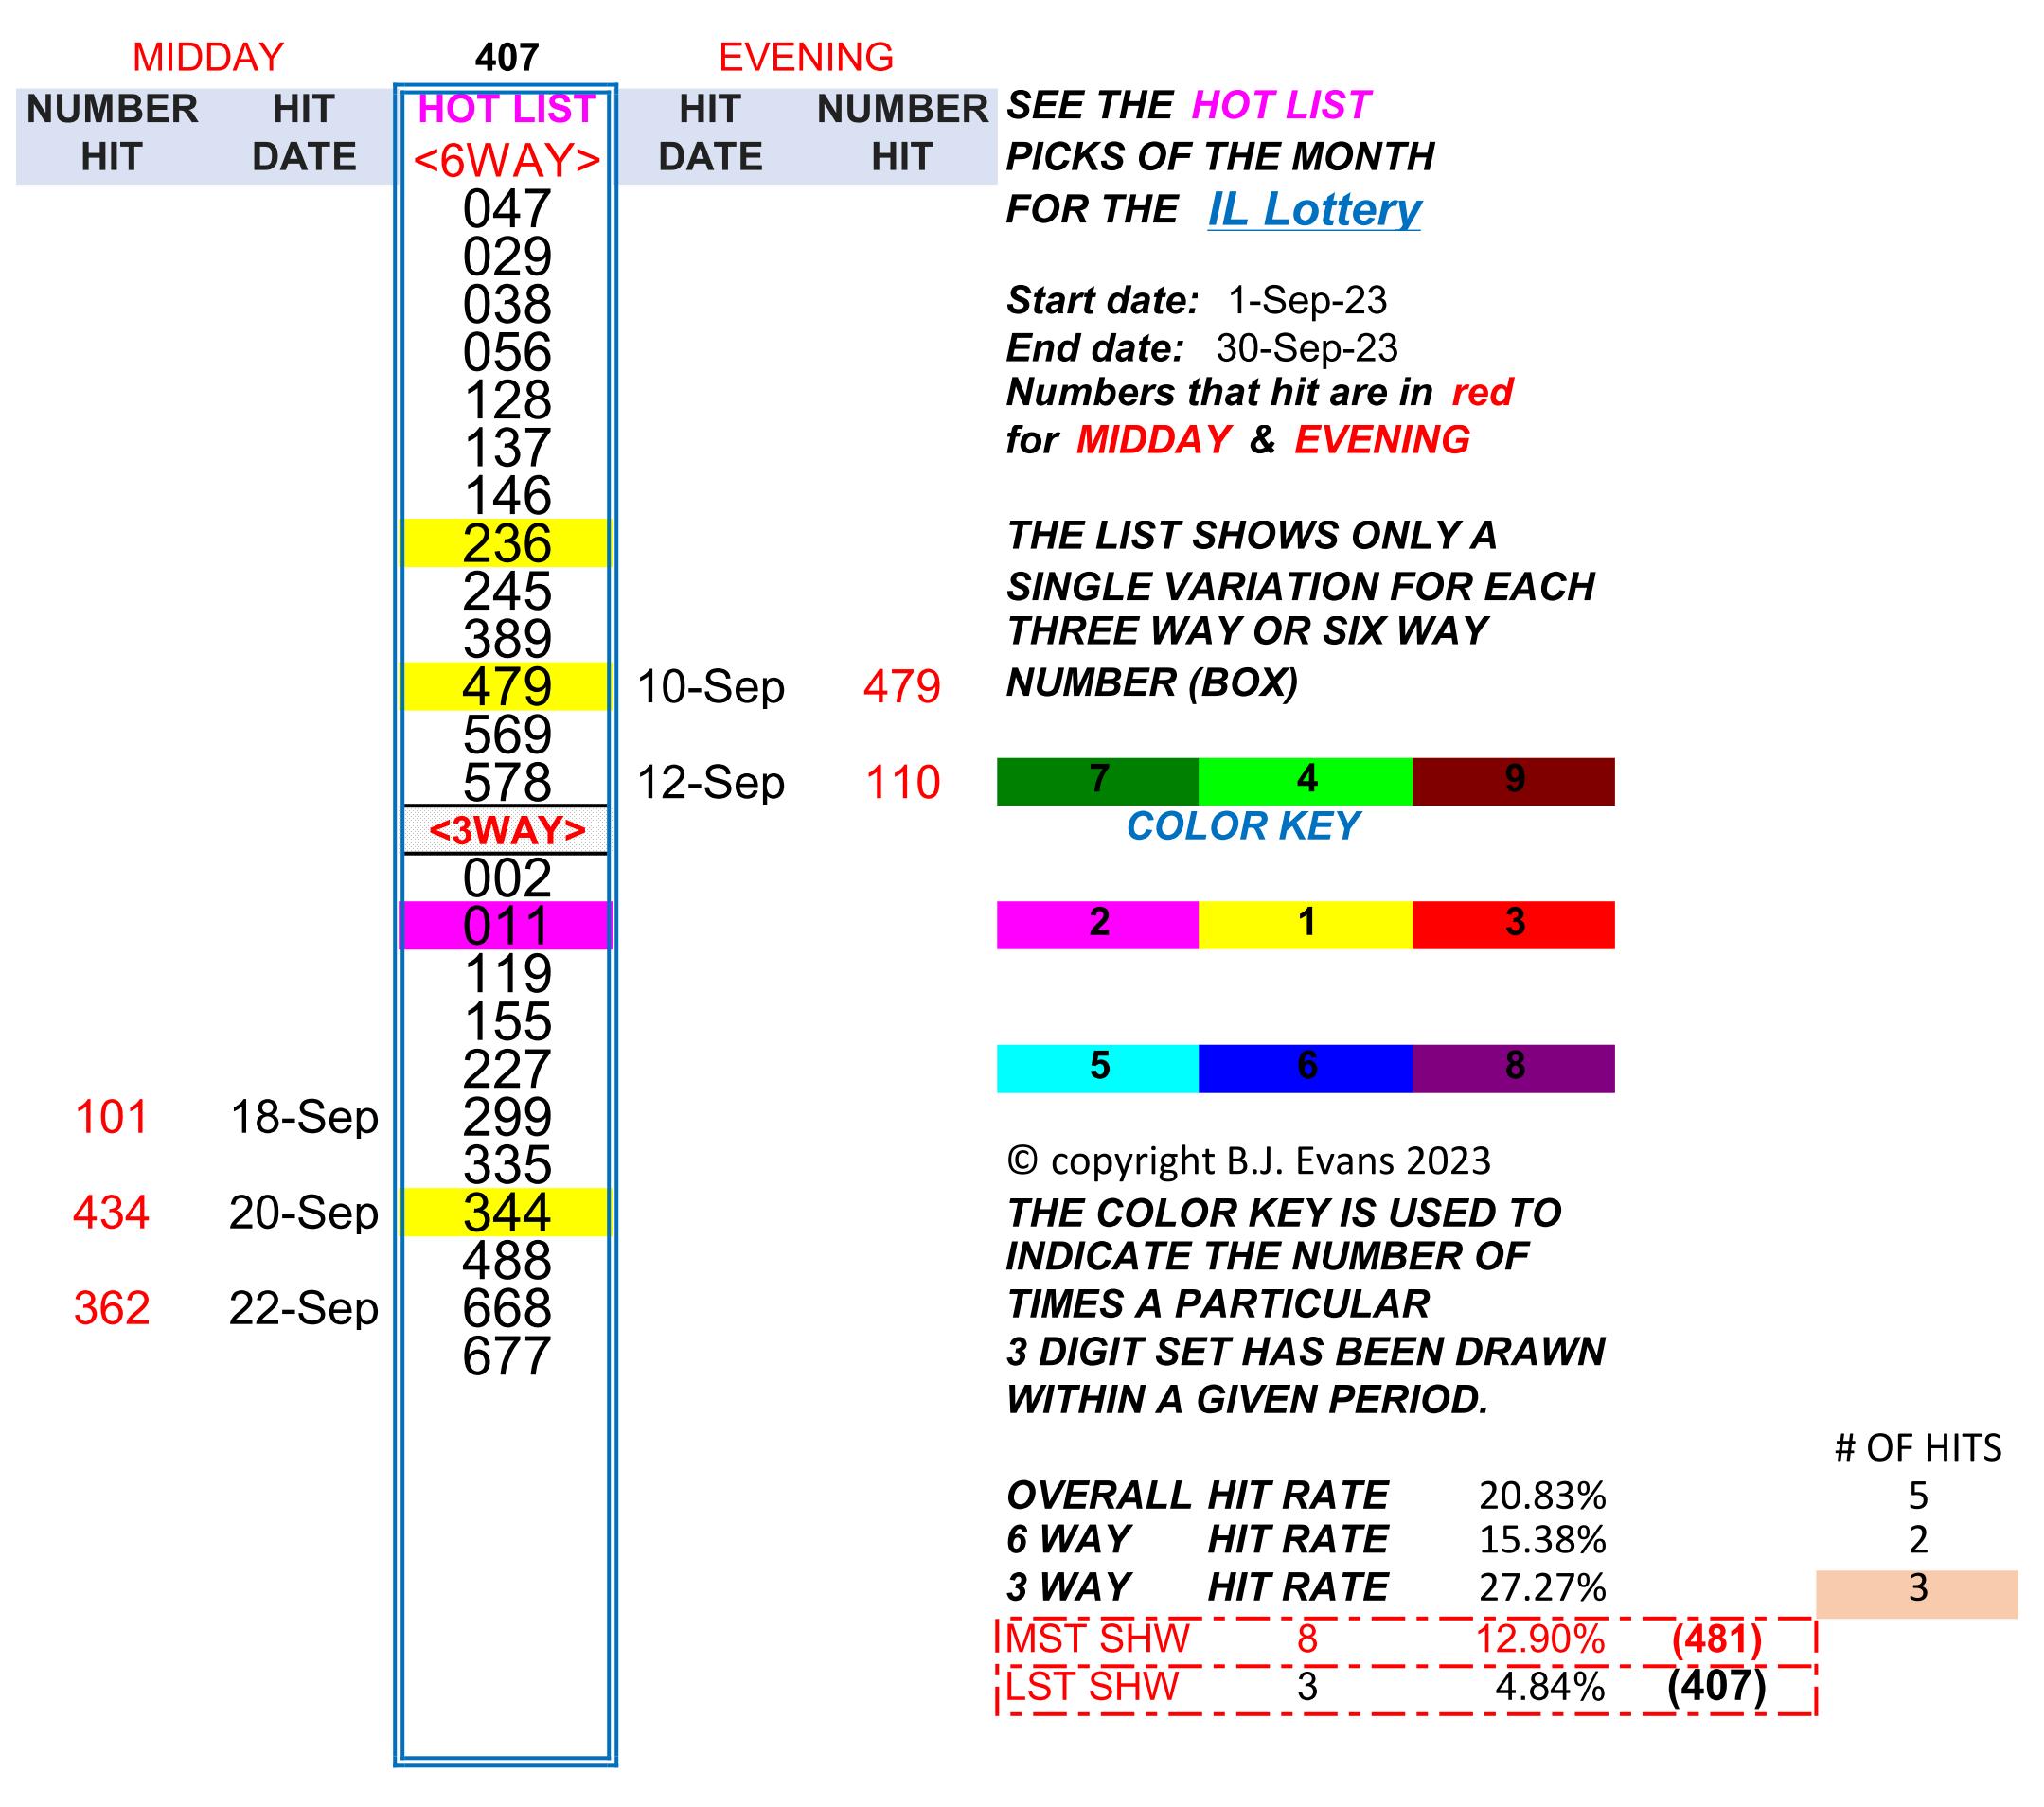 MIDDAY 407 EVENING
NUMBER HIT HOT LIST HIT NUMBER SEE THE HOT LIST
HIT DATE <6WAY> DATE HIT PICKS OF THE MONTH
047 FOR THE IL Lottery
029
038 Start date: 1-Sep-23
056 End date: 30-Sep-23
128 Numbers that hit are in red
137 for MIDDAY & EVENING
146
236 THE LIST SHOWS ONLY A
245 SINGLE VARIATION FOR EACH
389 THREE WAY OR SIX WAY
479 10-Sep 479 NUMBER (BOX)
569
578 12-Sep 110 7 4 9
<3WAY> COLOR KEY
002
011 2 1 3
119
155
227 5 6 8
101 18-Sep 299
335 © copyright B.J. Evans 2023
434 20-Sep 344 THE COLOR KEY IS USED TO
488 INDICATE THE NUMBER OF
362 22-Sep 668 TIMES A PARTICULAR
677 3 DIGIT SET HAS BEEN DRAWN
WITHIN A GIVEN PERIOD.
# OF HITS
OVERALL HIT RATE 20.83% 5
6 WAY HIT RATE 15.38% 2
3 WAY HIT RATE 27.27% 3
MST SHW 8 12.90% (481)
LST SHW 3 4.84% (407)